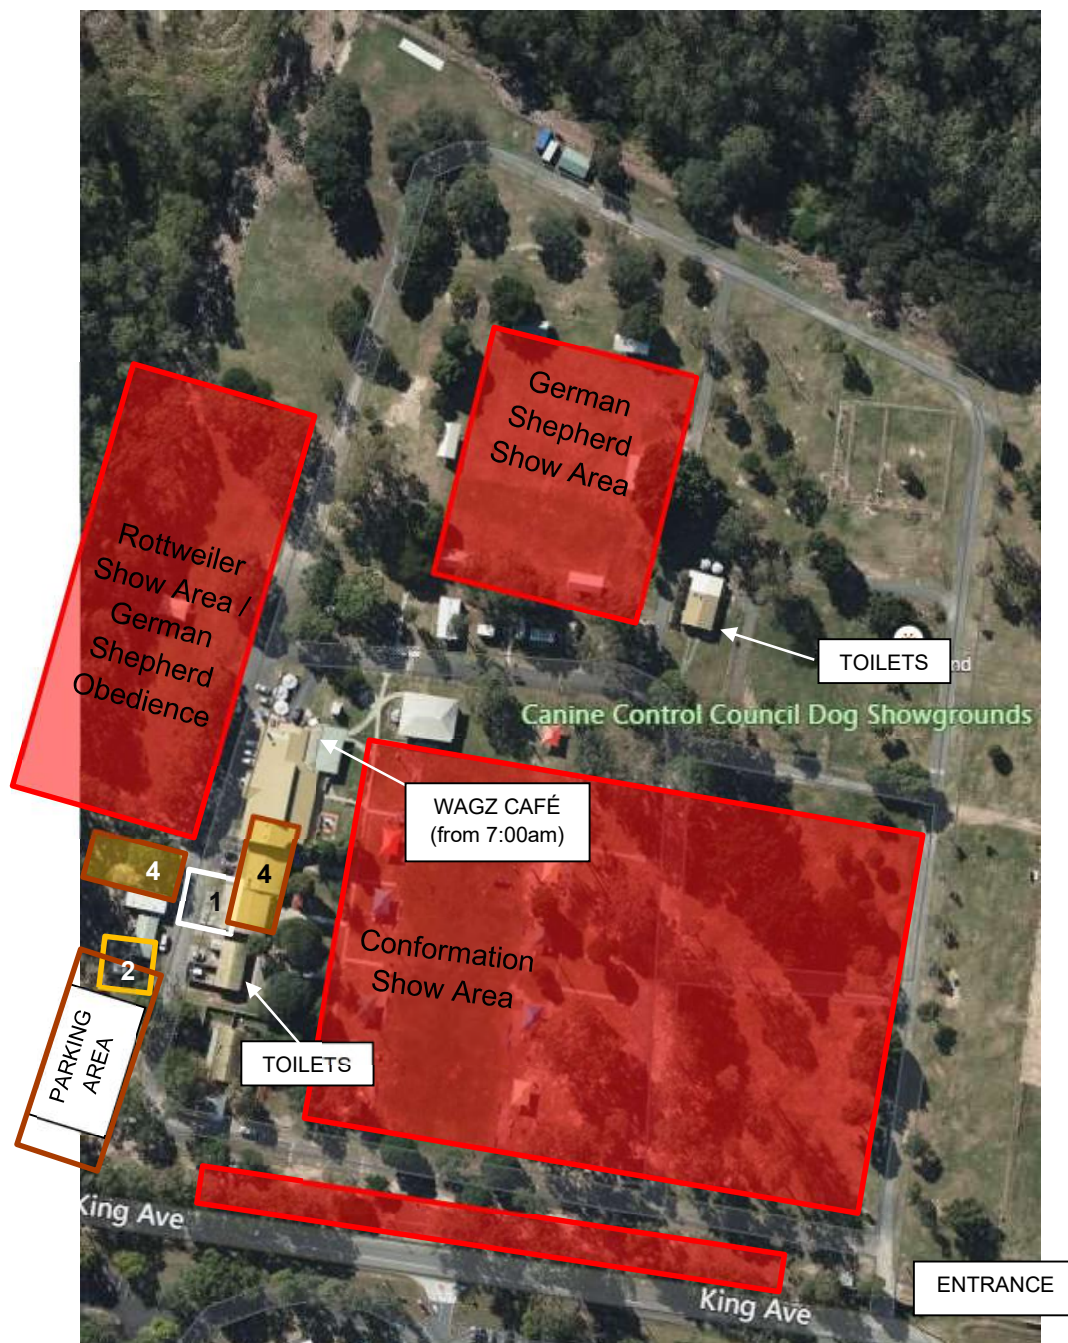 German
Shepherd
Show Area
Rottweiler
Show Area /
German
Shepherd
Obedience
TOILETS
nd
Canine Control Council Dog Showgrounds
WAGZ CAFÉ
(from 7:00am)
4
4
1
2
Conformation
Show Area
PARKING
AREA
TOILETS
King Ave
King Ave
ENTRANCE